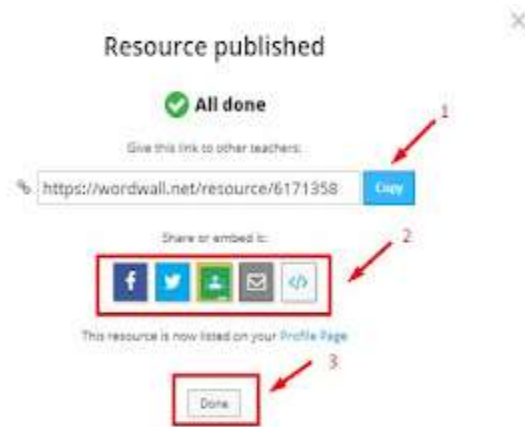 Resource published
All done
1
Give this link to other teachers:
https://wordwall.net/resource/6171358 Copy
Share or embed it:
2
f </>
This resource is now listed on your Profile Page
3
Done